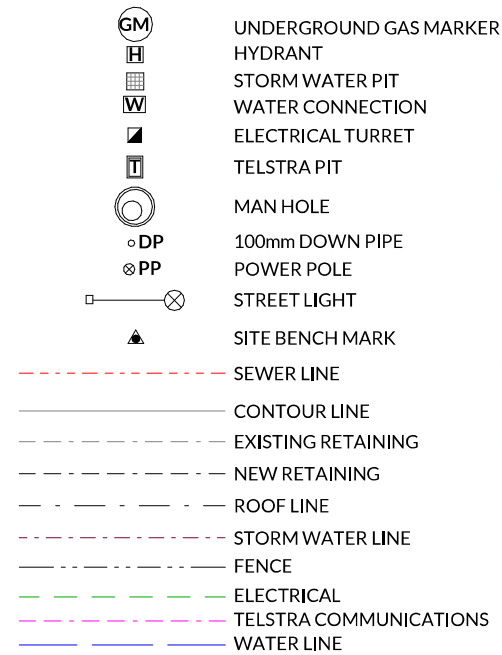 GM UNDERGROUND GAS MARKER
H HYDRANT
STORM WATER PIT
W WATER CONNECTION
ELECTRICAL TURRET
T TELSTRA PIT
MAN HOLE
DP 100mm DOWN PIPE
PP POWER POLE
STREET LIGHT
SITE BENCH MARK
SEWER LINE
CONTOUR LINE
EXISTING RETAINING
NEW RETAINING
ROOF LINE
STORM WATER LINE
FENCE
ELECTRICAL
TELSTRA COMMUNICATIONS
WATER LINE